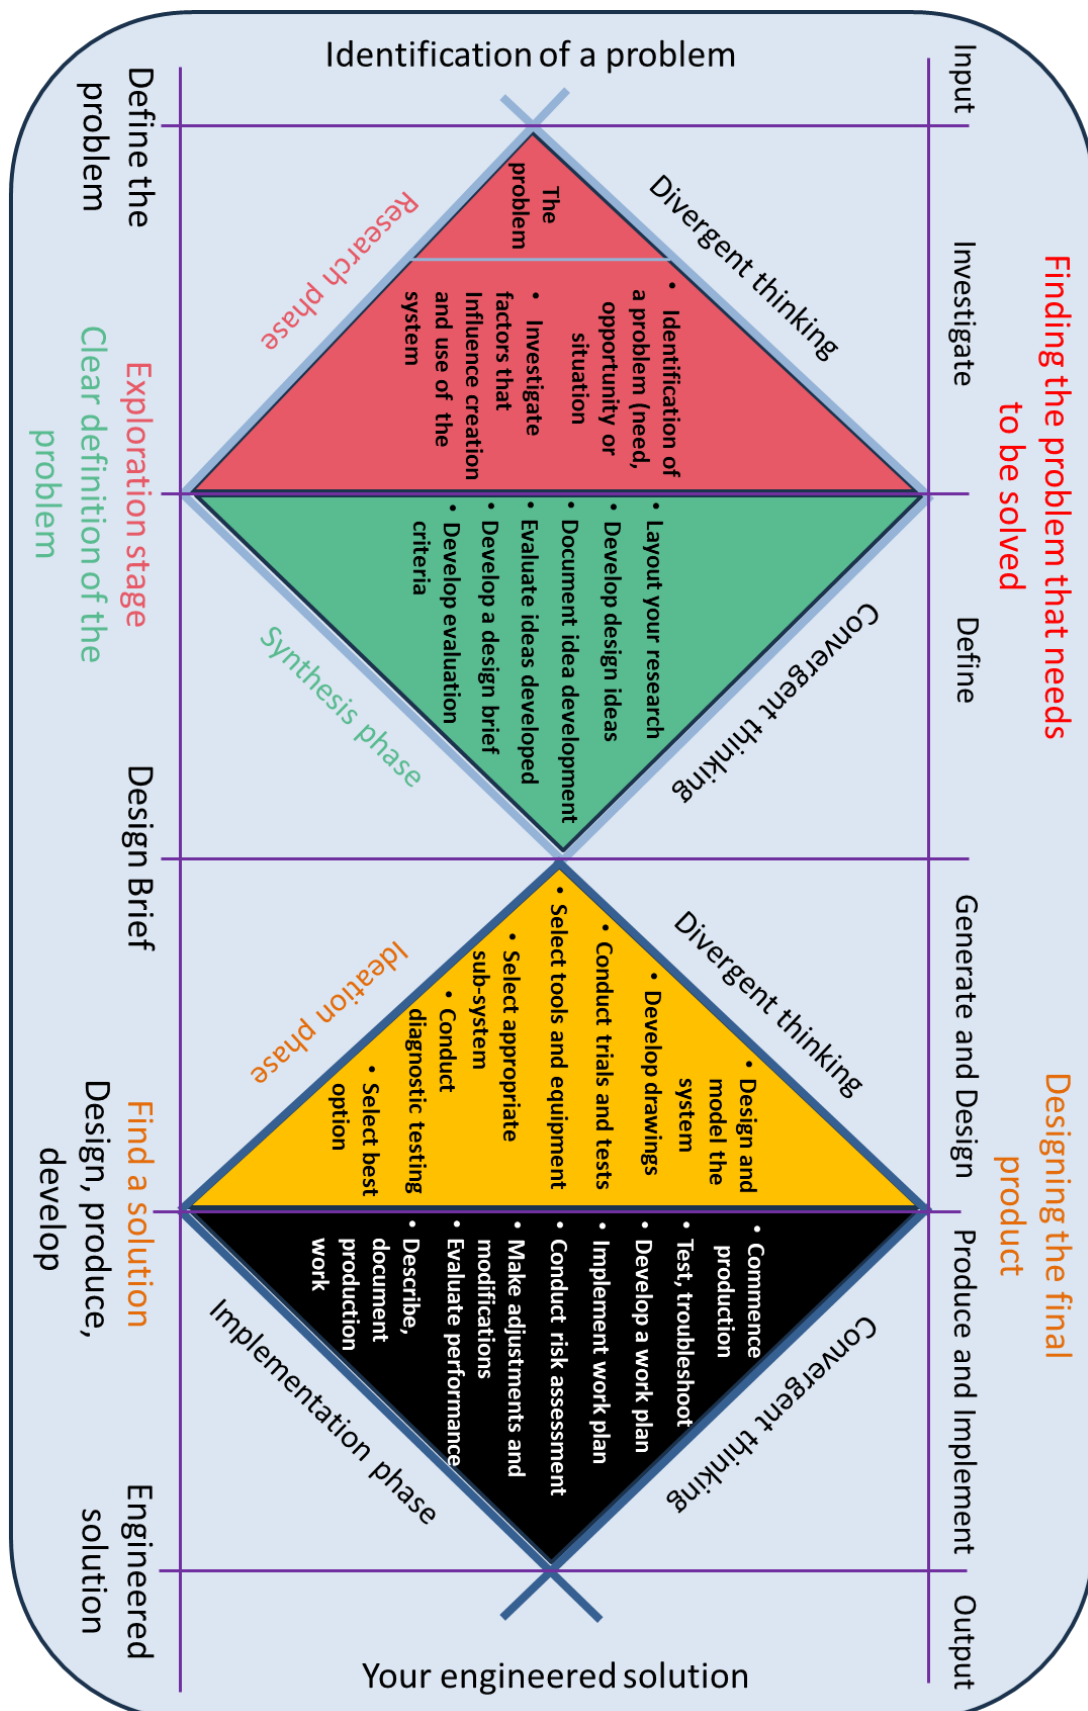 Identification of a problem
Finding the problem that needs
to be solved
Designing the final
product
Input
Investigate
Define
Generate and Design
Produce and Implement
Output
Divergent thinking
Convergent thinking
Divergent thinking
Convergent thinking
The
problem
• Identification of
a problem (need,
opportunity or
situation
• Investigate
factors that
Influence creation
and use of the
system
• Layout your research
• Develop design ideas
• Document idea development
• Evaluate ideas developed
• Develop a design brief
• Develop evaluation
criteria
• Design and
model the
system
• Develop drawings
• Conduct trials and tests
• Select tools and equipment
• Select appropriate
sub-system
• Conduct
diagnostic testing
• Select best
option
• Commence
production
• Test, troubleshoot
• Develop a work plan
• Implement work plan
• Conduct risk assessment
• Make adjustments and
modifications
• Evaluate performance
• Describe,
document
production
work
Research phase
Synthesis phase
Ideation phase
Implementation phase
Define the
problem
Exploration stage
Clear definition of the
problem
Design Brief
Find a solution
Design, produce,
develop
Engineered
solution
Your engineered solution